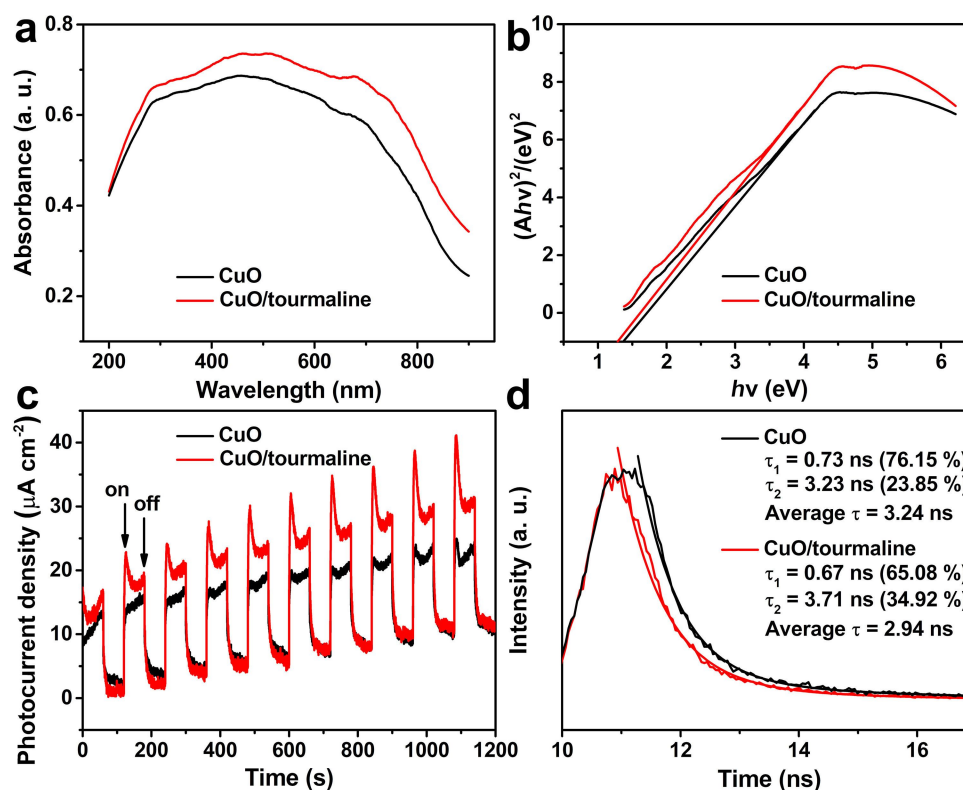 a
0.8
0.6
0.4
0.2
Absorbance (a. u.)
CuO
CuO/tourmaline
200 400 600 800
Wavelength (nm)
b
10
8
6
4
2
0
(Ahν)²/(eV)²
CuO
CuO/tourmaline
1 2 3 4 5 6
hν (eV)
c
40
30
20
10
0
Photocurrent density (μA cm⁻²)
CuO
CuO/tourmaline
on
off
0 200 400 600 800 1000 1200
Time (s)
d
Intensity (a. u.)
CuO
τ₁ = 0.73 ns (76.15 %)
τ₂ = 3.23 ns (23.85 %)
Average τ = 3.24 ns
CuO/tourmaline
τ₁ = 0.67 ns (65.08 %)
τ₂ = 3.71 ns (34.92 %)
Average τ = 2.94 ns
10 12 14 16
Time (ns)